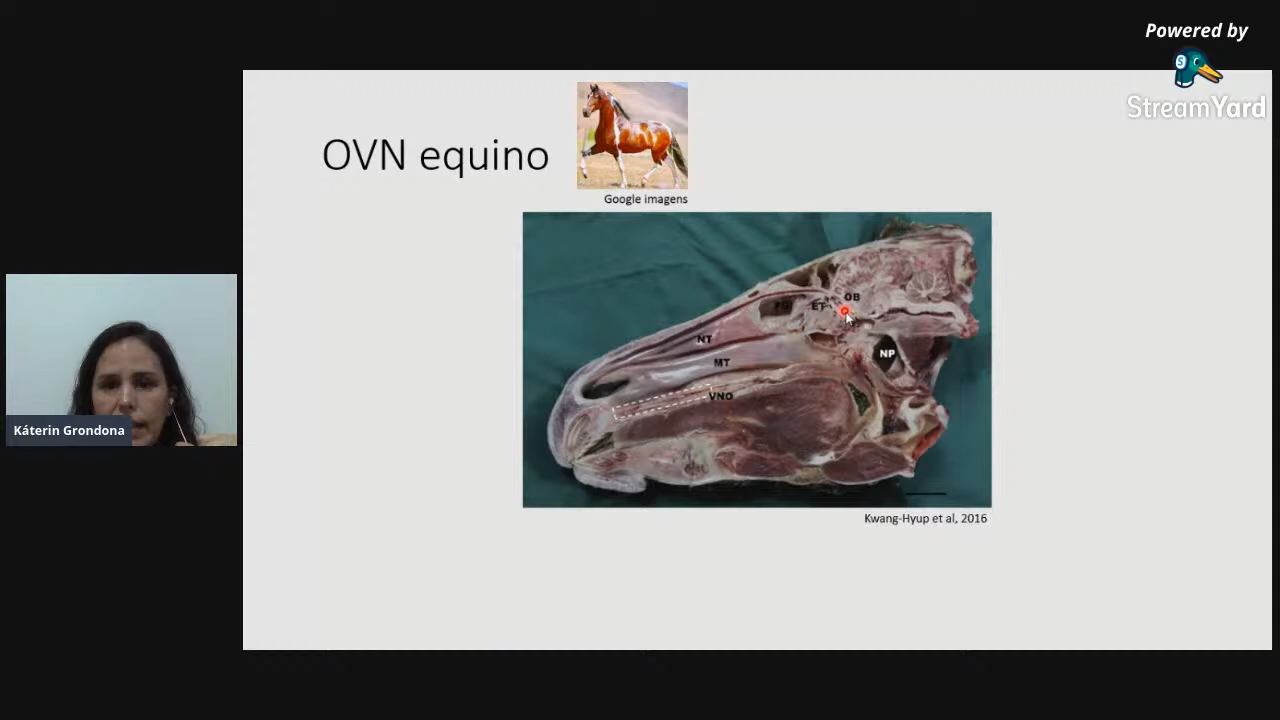 Powered by
StreamYard
OVN equino
Google imagens
OB
ET
NT
MT
NP
VNO
Káterin Grondona
Kwang-Hyup et al, 2016